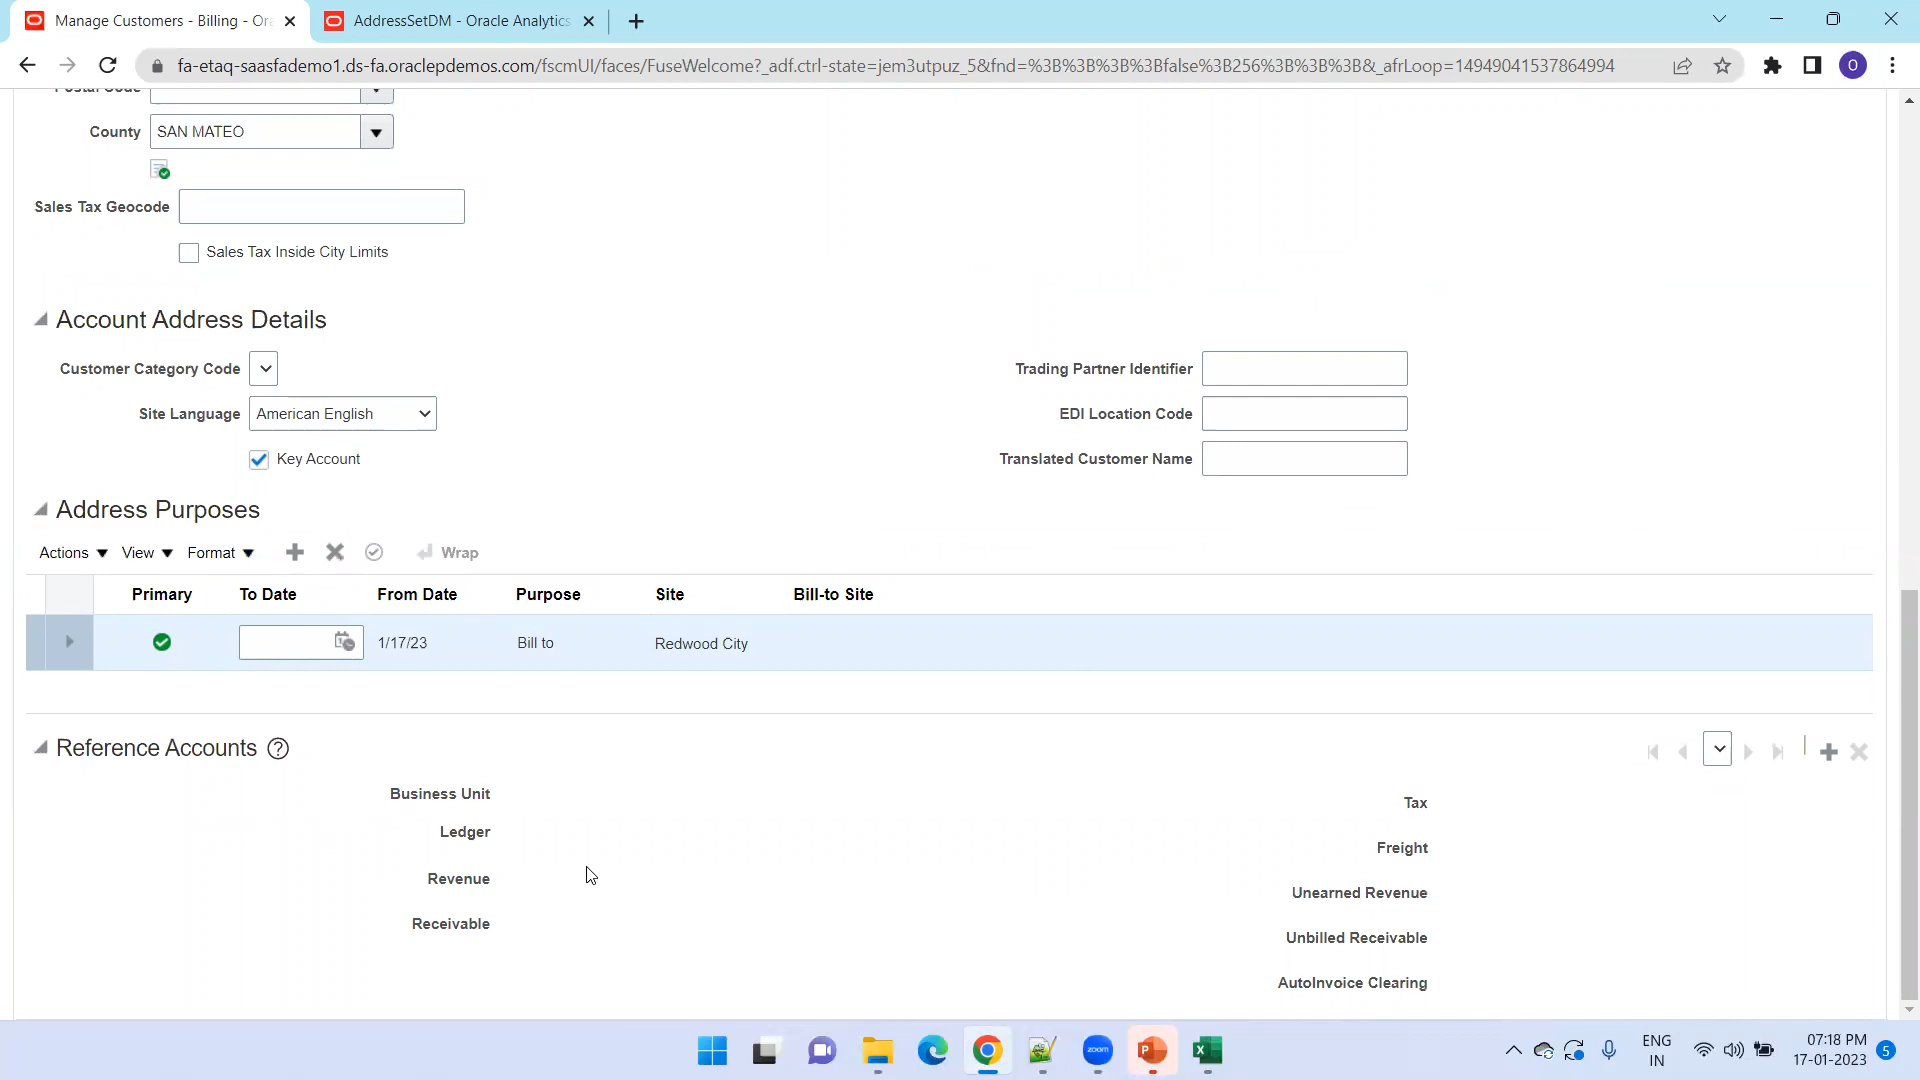 Manage Customers - Billing - Ora
AddressSetDM - Oracle Analytics
fa-etaq-saasfademo1.ds-fa.oraclepdemos.com/fscmUI/faces/FuseWelcome?_adf.ctrl-state=jem3utpuz_5&fnd=%3B%3B%3B%3Bfalse%3B256%3B%3B%3B&_afrLoop=14949041537864994
O
Postal Code
County SAN MATEO
Sales Tax Geocode
Sales Tax Inside City Limits
Account Address Details
Customer Category Code
Trading Partner Identifier
Site Language American English
EDI Location Code
Key Account
Translated Customer Name
Address Purposes
Actions View Format Wrap
Primary To Date From Date Purpose Site Bill-to Site
1/17/23 Bill to Redwood City
Reference Accounts ?
Business Unit
Tax
Ledger
Freight
Revenue
Unearned Revenue
Receivable
Unbilled Receivable
AutoInvoice Clearing
zoom
ENG
IN
07:18 PM
17-01-2023
5